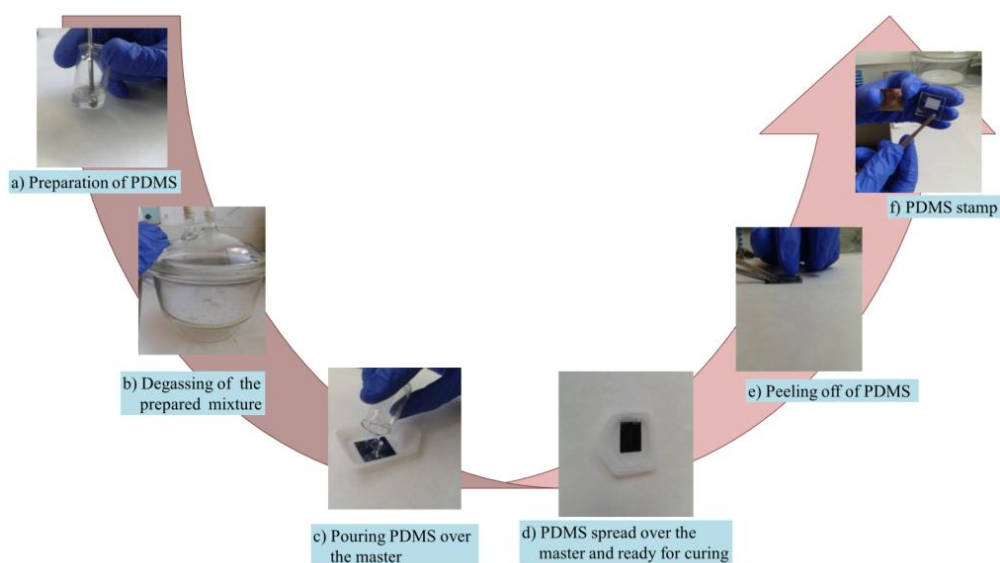 a) Preparation of PDMS
b) Degassing of the
prepared mixture
c) Pouring PDMS over
the master
d) PDMS spread over the
master and ready for curing
e) Peeling off of PDMS
f) PDMS stamp